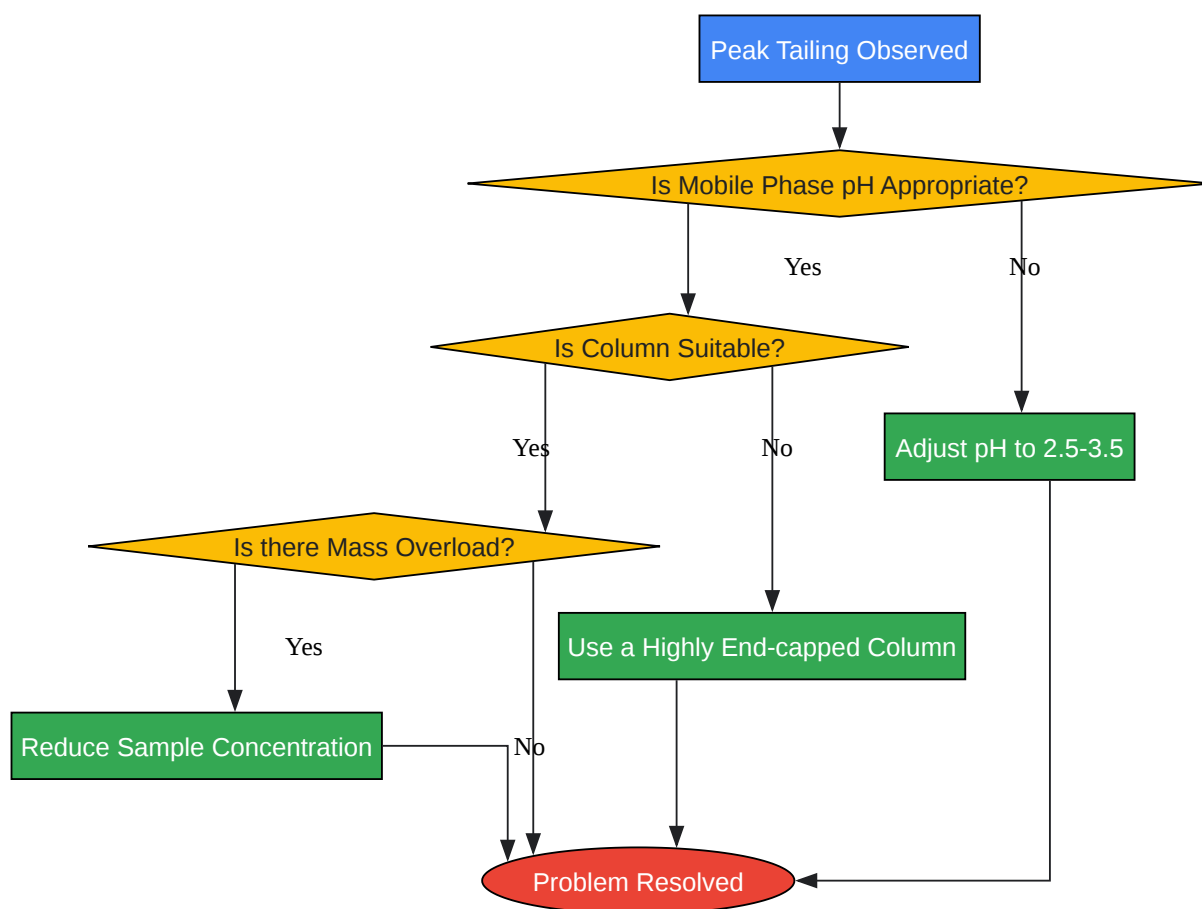 Peak Tailing Observed
Is Mobile Phase pH Appropriate?
Yes
No
Is Column Suitable?
Yes
No
Adjust pH to 2.5-3.5
Is there Mass Overload?
Yes
Use a Highly End-capped Column
Reduce Sample Concentration
No
Problem Resolved